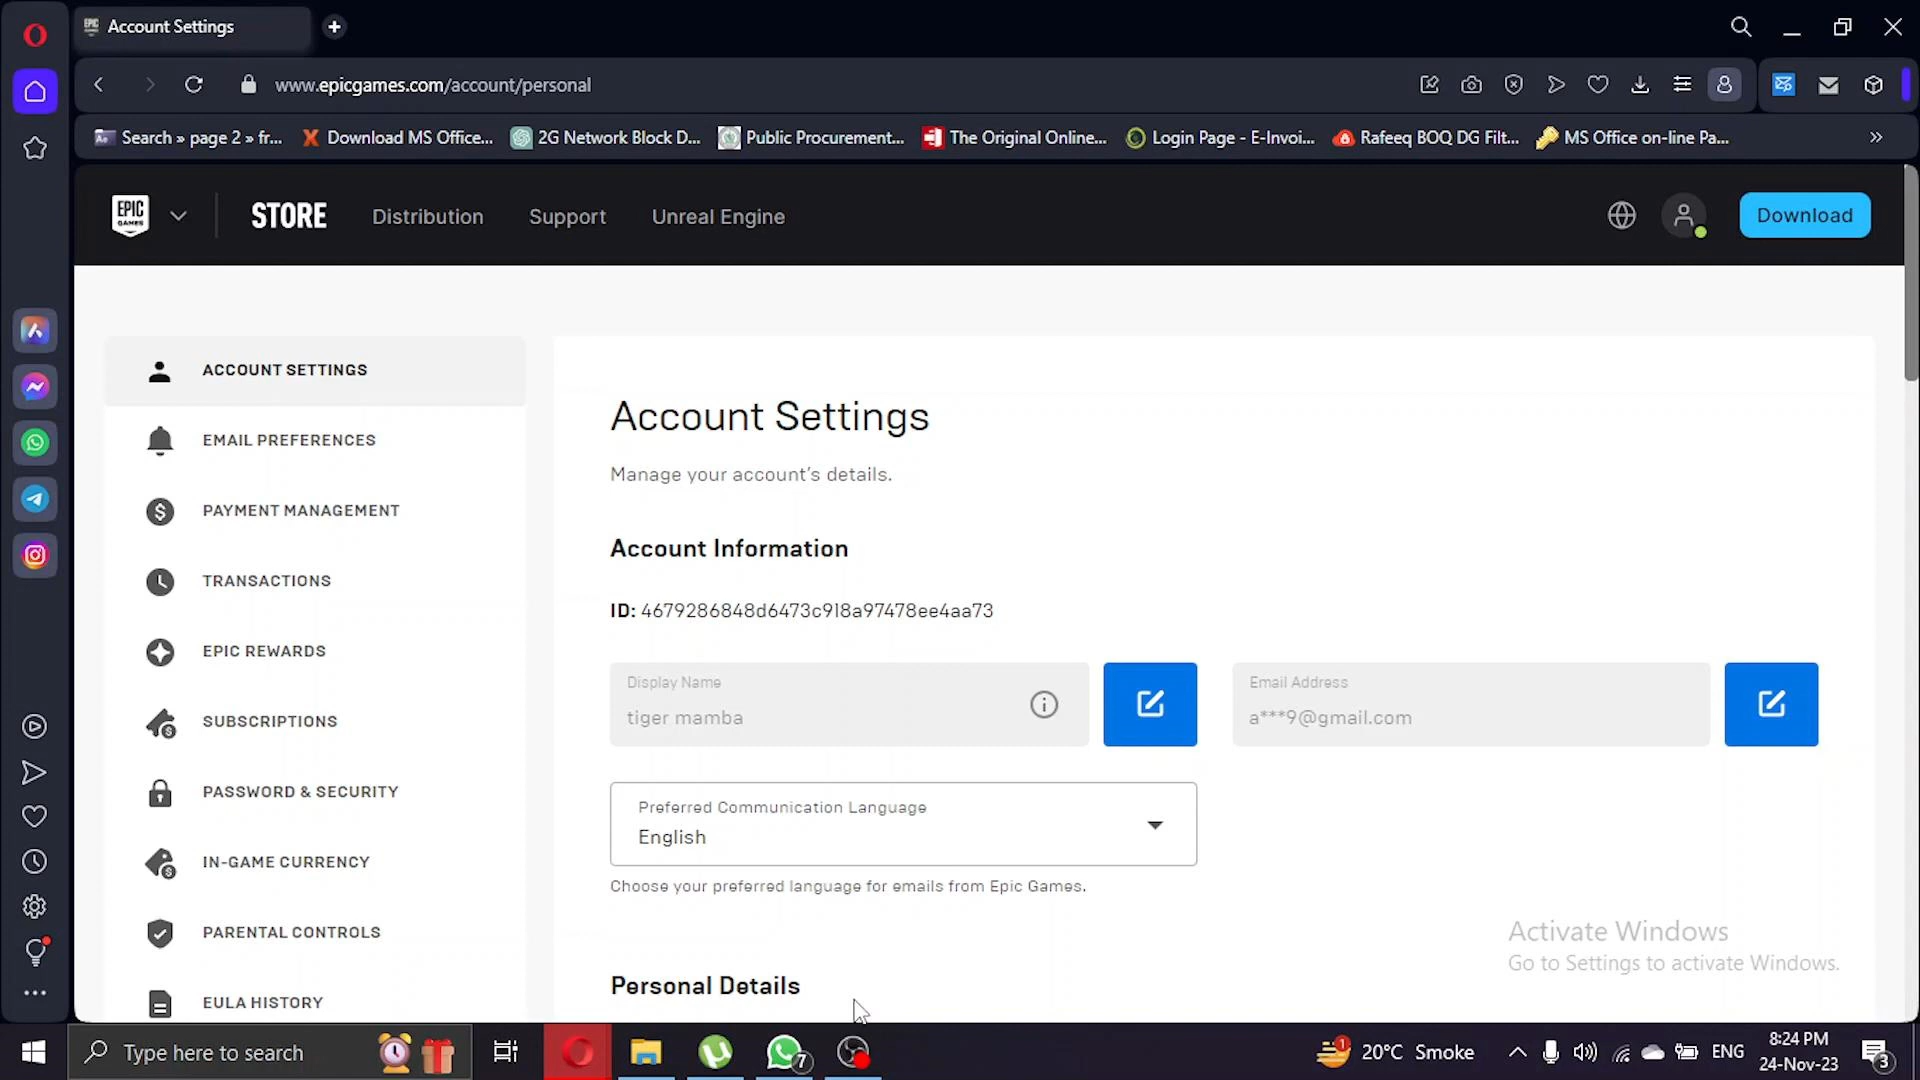 Account Settings
www.epicgames.com/account/personal
Search » page 2 » fr...
Download MS Office...
2G Network Block D...
Public Procurement...
The Original Online...
Login Page - E-Invoi...
Rafeeq BOQ DG Filt...
MS Office on-line Pa...
EPIC GAMES
STORE
Distribution
Support
Unreal Engine
Download
ACCOUNT SETTINGS
EMAIL PREFERENCES
PAYMENT MANAGEMENT
TRANSACTIONS
EPIC REWARDS
SUBSCRIPTIONS
PASSWORD & SECURITY
IN-GAME CURRENCY
PARENTAL CONTROLS
EULA HISTORY
Account Settings
Manage your account's details.
Account Information
ID: 4679286848d6473c918a97478ee4aa73
Display Name
tiger mamba
Email Address
a***9@gmail.com
Preferred Communication Language
English
Choose your preferred language for emails from Epic Games.
Personal Details
Activate Windows
Go to Settings to activate Windows.
Type here to search
7
1
20°C Smoke
ENG
8:24 PM
24-Nov-23
3